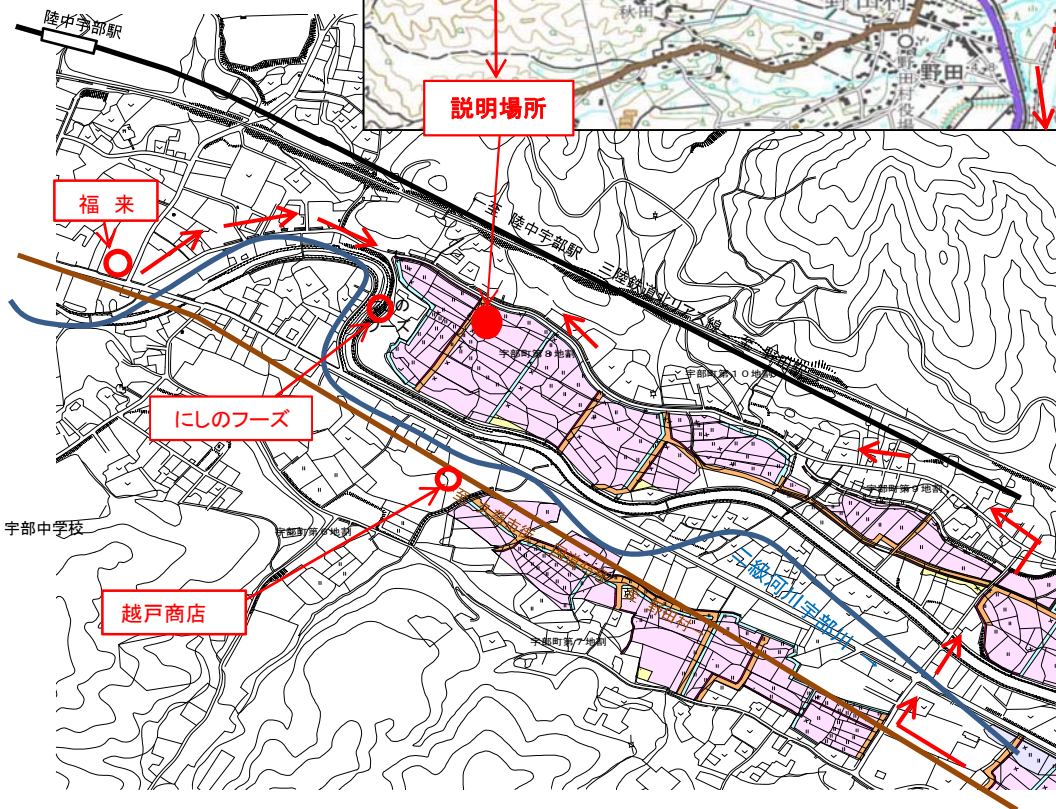 陸中宇部駅
秋田
野田村
野田
野田村役場
説明場所
福 来
至 陸中宇部駅
三陸鉄道北リアス線
宇部町第8地割
宇部町第10地割
にしのフーズ
宇部町第9地割
宇部中学校
宇部町第6地割
二級河川宇部川
越戸商店
宇部町第7地割